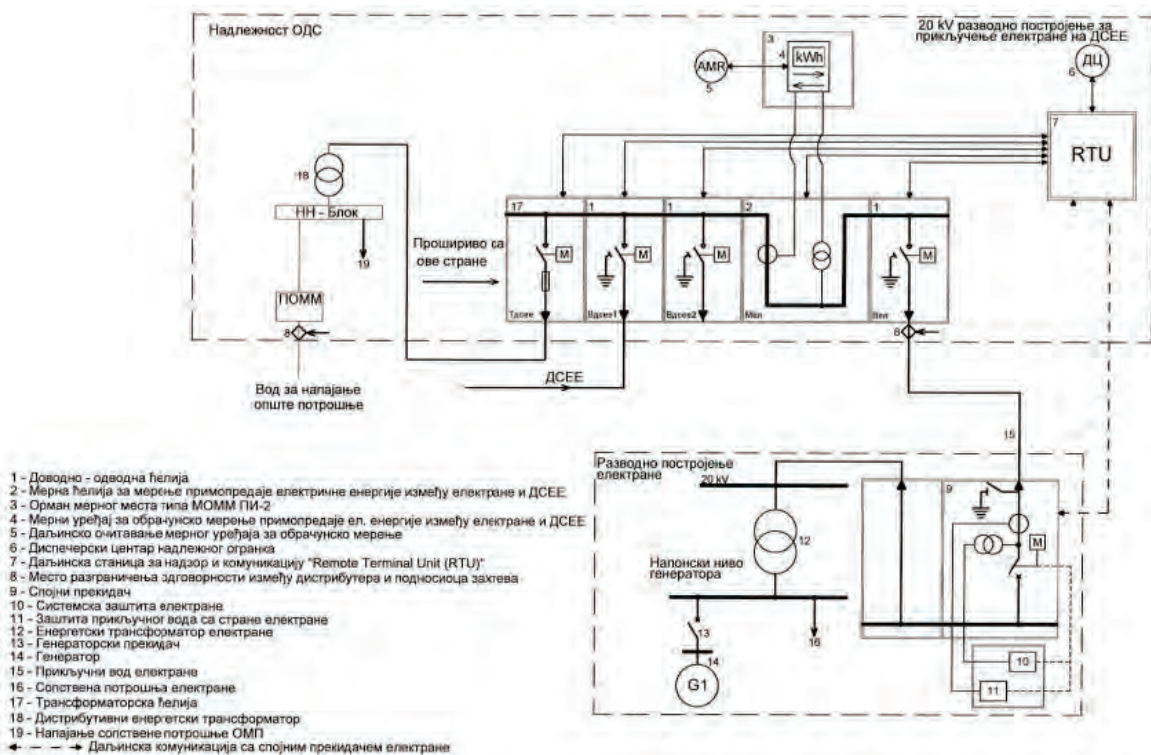 Надлежност ОДС
20 kV разводно постројење за
прикључење електране на ДСЕЕ
3
4
kWh
AMR
5
ДЦ
6
7
RTU
18
НН - Блок
19
ПОММ
8
Вод за напајање
опште потрошње
Прошириво са
ове стране
17
1
1
2
1
M
M
M
M
Тдсее
Вдсее1
Вдсее2
Мел
Вел
8
ДСЕЕ
15
Разводно постројење
електране
20 kV
12
Напонски ниво
генератора
13
14
G1
16
9
M
10
11
1 - Доводно - одводна ћелија
2 - Мерна ћелија за мерење примопредаје електричне енергије између електране и ДСЕЕ
3 - Орман мерног места типа МОММ ПИ-2
4 - Мерни уређај за обрачунско мерење примопредаје ел. енергије између електране и ДСЕЕ
5 - Даљинско очитавање мерног уређаја за обрачунско мерење
6 - Диспечерски центар надлежног огранка
7 - Даљинска станица за надзор и комуникацију "Remote Terminal Unit (RTU)"
8 - Место разграничења одговорности између дистрибутера и подносиоца захтева
9 - Спојни прекидач
10 - Системска заштита електране
11 - Заштита прикључног вода са стране електране
12 - Енергетски трансформатор електране
13 - Генераторски прекидач
14 - Генератор
15 - Прикључни вод електране
16 - Сопствена потрошња електране
17 - Трансформаторска ћелија
18 - Дистрибутивни енергетски трансформатор
19 - Напајање сопствене потрошње ОМП
Даљинска комуникација са спојним прекидачем електране